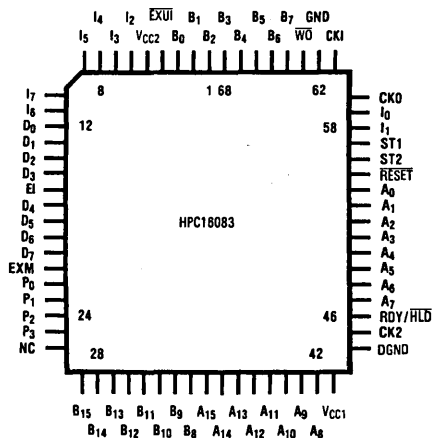 I4 I2 EXUI B1 B3 B5 B7 GND
I5 I3 VCC2 B0 B2 B4 B6 WO CKI
8 1 68 62
I7
I6
D0
D1
D2
D3
EI
D4
D5
D6
D7
EXM
P0
P1
P2
P3
NC
12
24
28
HPC16083
58
46
42
CK0
I0
I1
ST1
ST2
RESET
A0
A1
A2
A3
A4
A5
A6
A7
RDY/HLD
CK2
DGND
B15 B13 B11 B9 A15 A13 A11 A9 VCC1
B14 B12 B10 B8 A14 A12 A10 A8